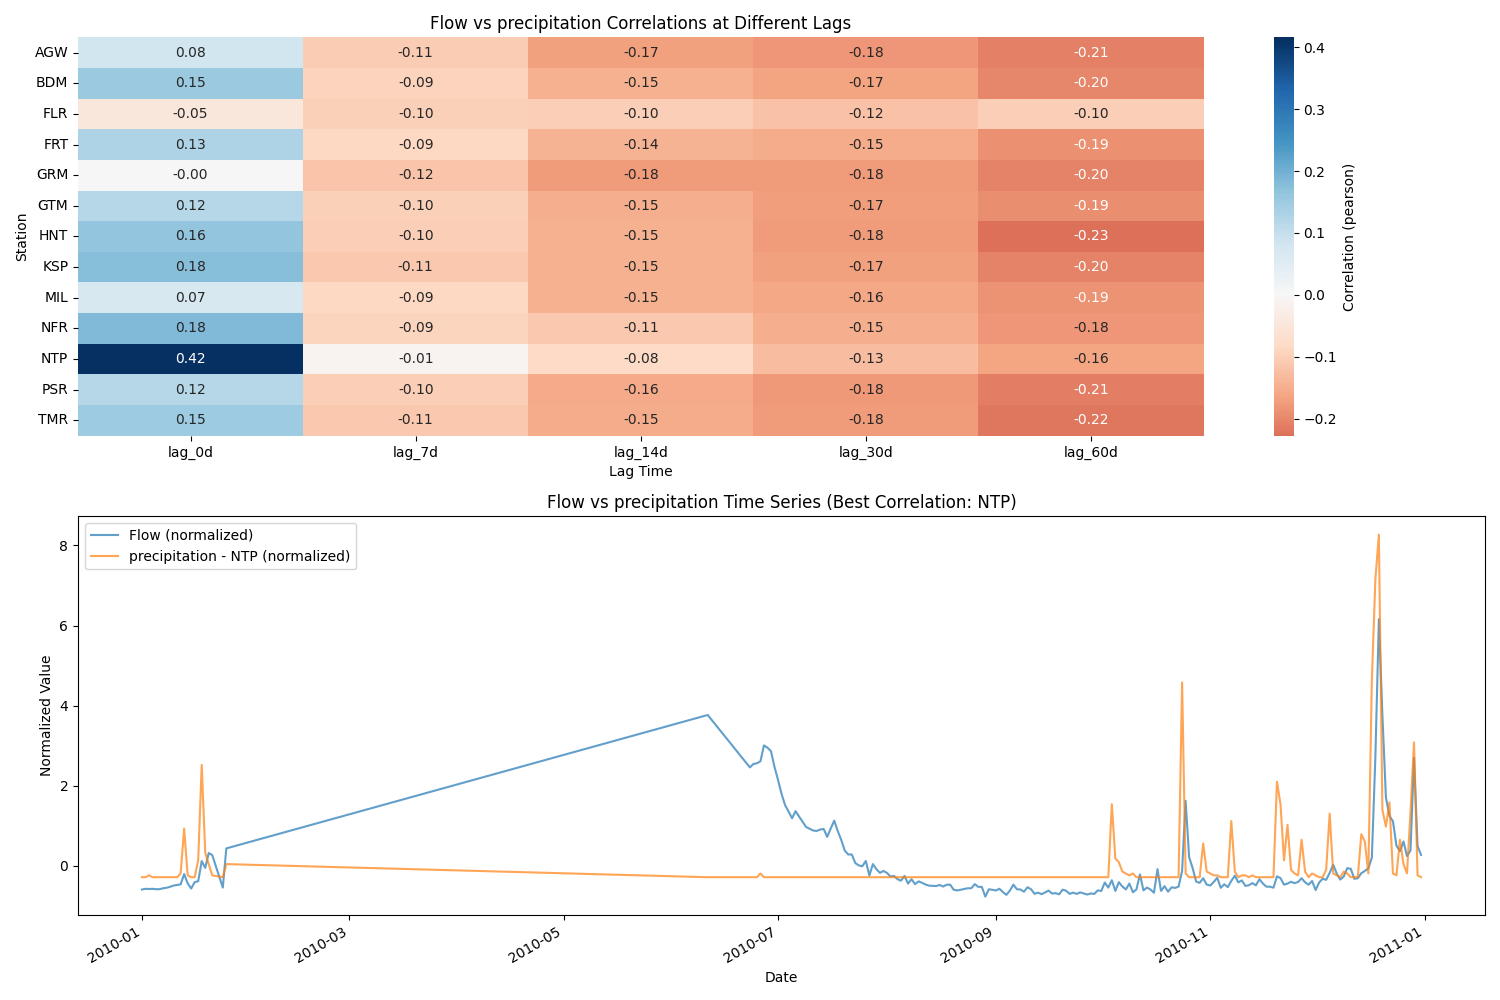 Flow vs precipitation Correlations at Different Lags
AGW 0.08 -0.11 -0.17 -0.18 -0.21
BDM 0.15 -0.09 -0.15 -0.17 -0.20
FLR -0.05 -0.10 -0.10 -0.12 -0.10
FRT 0.13 -0.09 -0.14 -0.15 -0.19
GRM -0.00 -0.12 -0.18 -0.18 -0.20
GTM 0.12 -0.10 -0.15 -0.17 -0.19
HNT 0.16 -0.10 -0.15 -0.18 -0.23
KSP 0.18 -0.11 -0.15 -0.17 -0.20
MIL 0.07 -0.09 -0.15 -0.16 -0.19
NFR 0.18 -0.09 -0.11 -0.15 -0.18
NTP 0.42 -0.01 -0.08 -0.13 -0.16
PSR 0.12 -0.10 -0.16 -0.18 -0.21
TMR 0.15 -0.11 -0.15 -0.18 -0.22
Station
lag_0d lag_7d lag_14d lag_30d lag_60d
Lag Time
0.4
0.3
0.2
0.1
0.0
−0.1
−0.2
Correlation (pearson)
Flow vs precipitation Time Series (Best Correlation: NTP)
Flow (normalized)
precipitation - NTP (normalized)
8
6
4
2
0
Normalized Value
2010-01 2010-03 2010-05 2010-07 2010-09 2010-11 2011-01
Date